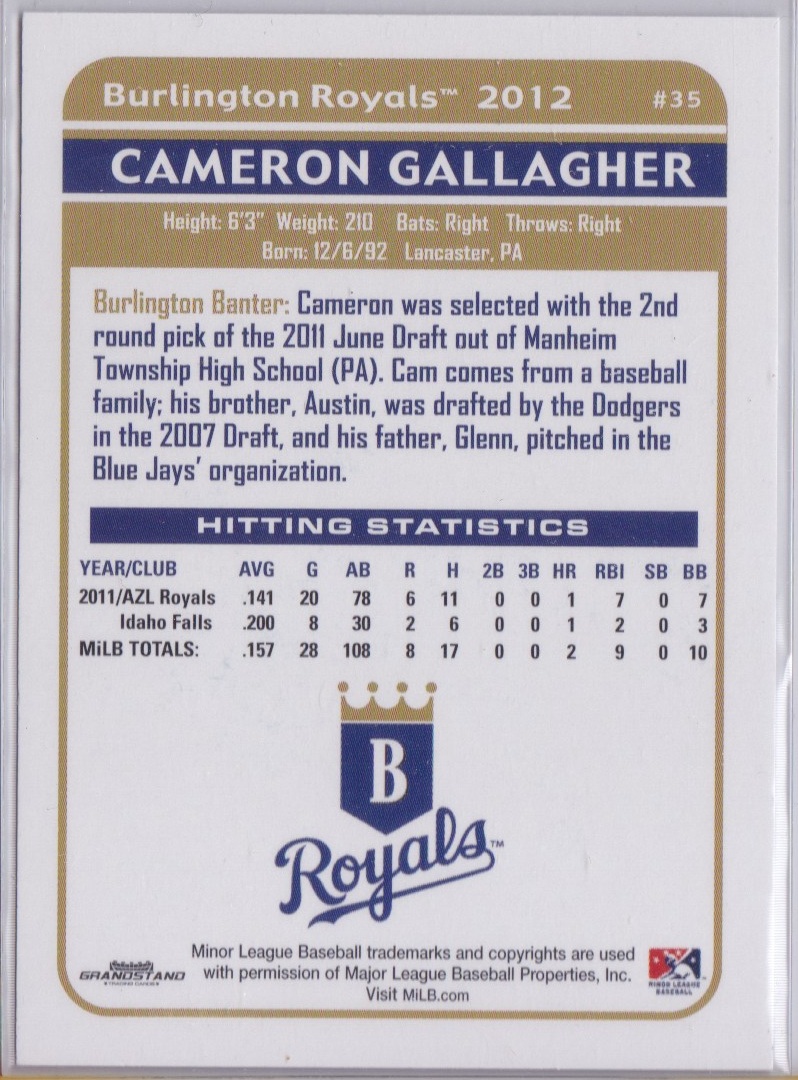 Burlington Royals™ 2012 #35
CAMERON GALLAGHER
Height: 6'3" Weight: 210 Bats: Right Throws: Right
Born: 12/6/92 Lancaster, PA
Burlington Banter: Cameron was selected with the 2nd
round pick of the 2011 June Draft out of Manheim
Township High School (PA). Cam comes from a baseball
family; his brother, Austin, was drafted by the Dodgers
in the 2007 Draft, and his father, Glenn, pitched in the
Blue Jays' organization.
HITTING STATISTICS
YEAR/CLUB AVG G AB R H 2B 3B HR RBI SB BB
2011/AZL Royals .141 20 78 6 11 0 0 1 7 0 7
Idaho Falls .200 8 30 2 6 0 0 1 2 0 3
MiLB TOTALS: .157 28 108 8 17 0 0 2 9 0 10
B
Royals™
Minor League Baseball trademarks and copyrights are used
with permission of Major League Baseball Properties, Inc.
Visit MiLB.com
GRANDSTAND
TRADING CARDS
MINOR LEAGUE
BASEBALL